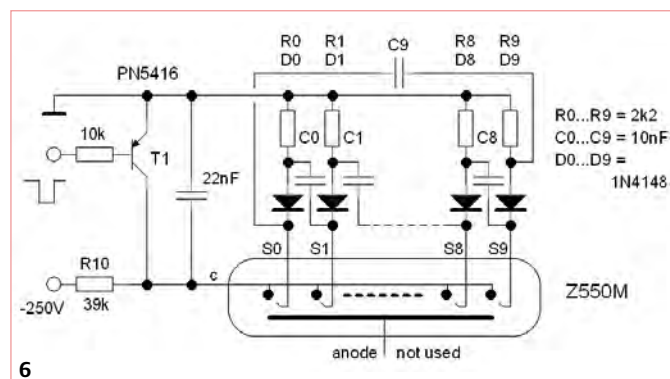 R0 R1 C9 R8 R9
D0 D1 D8 D9
PN5416
10k
T1
C0 C1 C8
R0...R9 = 2k2
C0...C9 = 10nF
D0...D9 =
1N4148
22nF
R10
39k
-250V
c
S0 S1 S8 S9
Z550M
anode not used
6